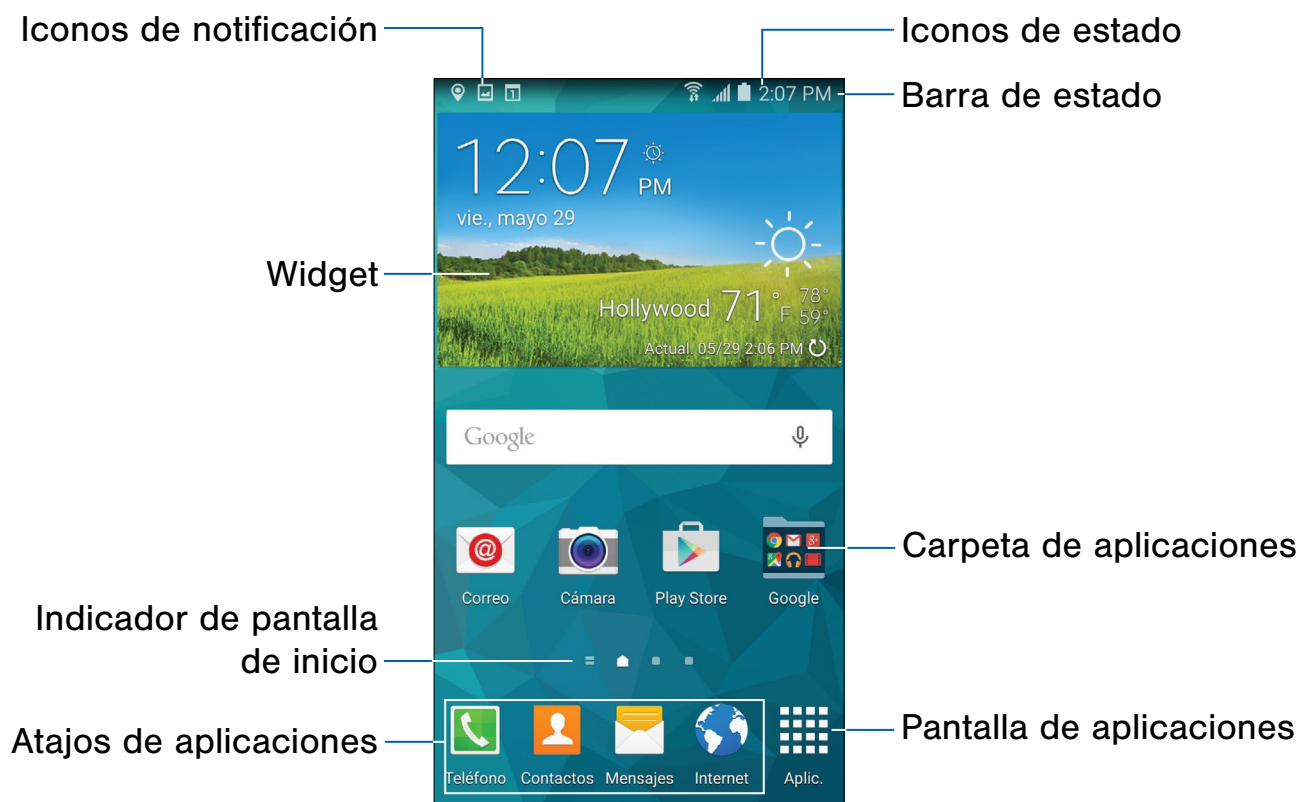 Iconos de notificación
Iconos de estado
Barra de estado
1
2:07 PM
12:07
PM
vie., mayo 29
Widget
Hollywood 71°F 78° 59°
Actual. 05/29 2:06 PM
Google
@
8+
Carpeta de aplicaciones
Correo
Cámara
Play Store
Google
Indicador de pantalla
de inicio
Atajos de aplicaciones
Pantalla de aplicaciones
Teléfono
Contactos
Mensajes
Internet
Aplic.